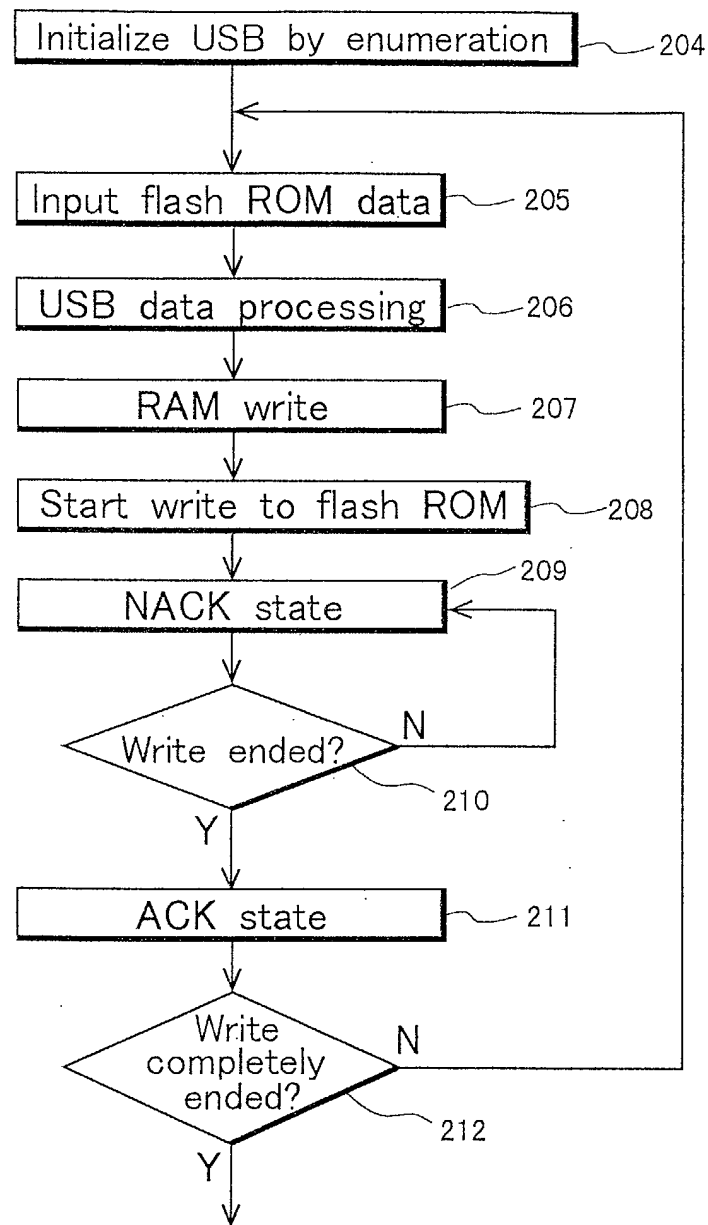 Initialize USB by enumeration
204
Input flash ROM data
205
USB data processing
206
RAM write
207
Start write to flash ROM
208
209
NACK state
N
Write ended?
210
Y
ACK state
211
Write
completely
ended?
N
212
Y